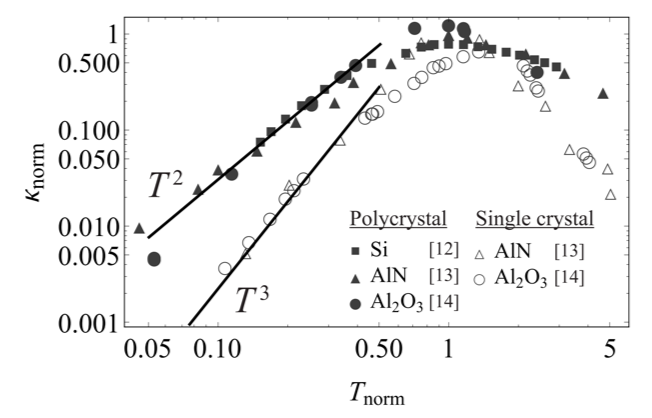 1
0.500
0.100
0.050
0.010
0.005
0.001
κnorm
T²
T³
Polycrystal Single crystal
■ Si [12] △ AlN [13]
▲ AlN [13] ○ Al₂O₃ [14]
● Al₂O₃ [14]
0.05 0.10 0.50 1 5
Tnorm